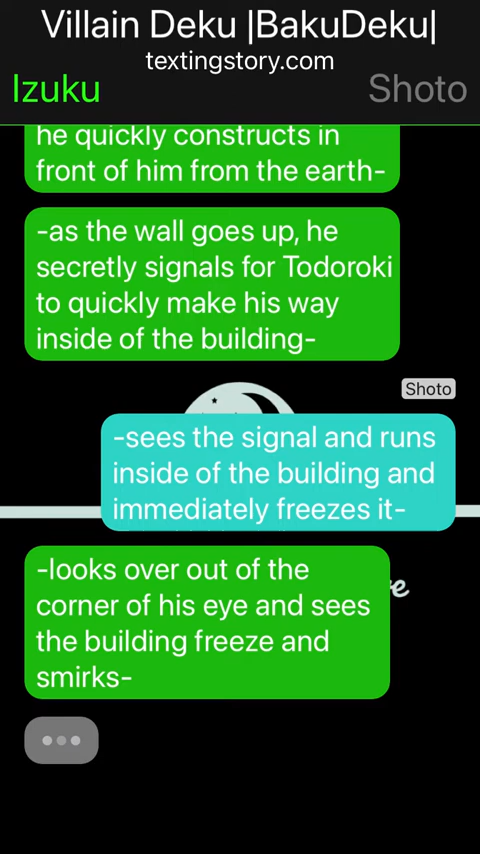 Villain Deku |BakuDeku|
textingstory.com
Izuku
Shoto
he quickly constructs in
front of him from the earth-
-as the wall goes up, he
secretly signals for Todoroki
to quickly make his way
inside of the building-
Shoto
-sees the signal and runs
inside of the building and
immediately freezes it-
-looks over out of the
corner of his eye and sees
the building freeze and
smirks-